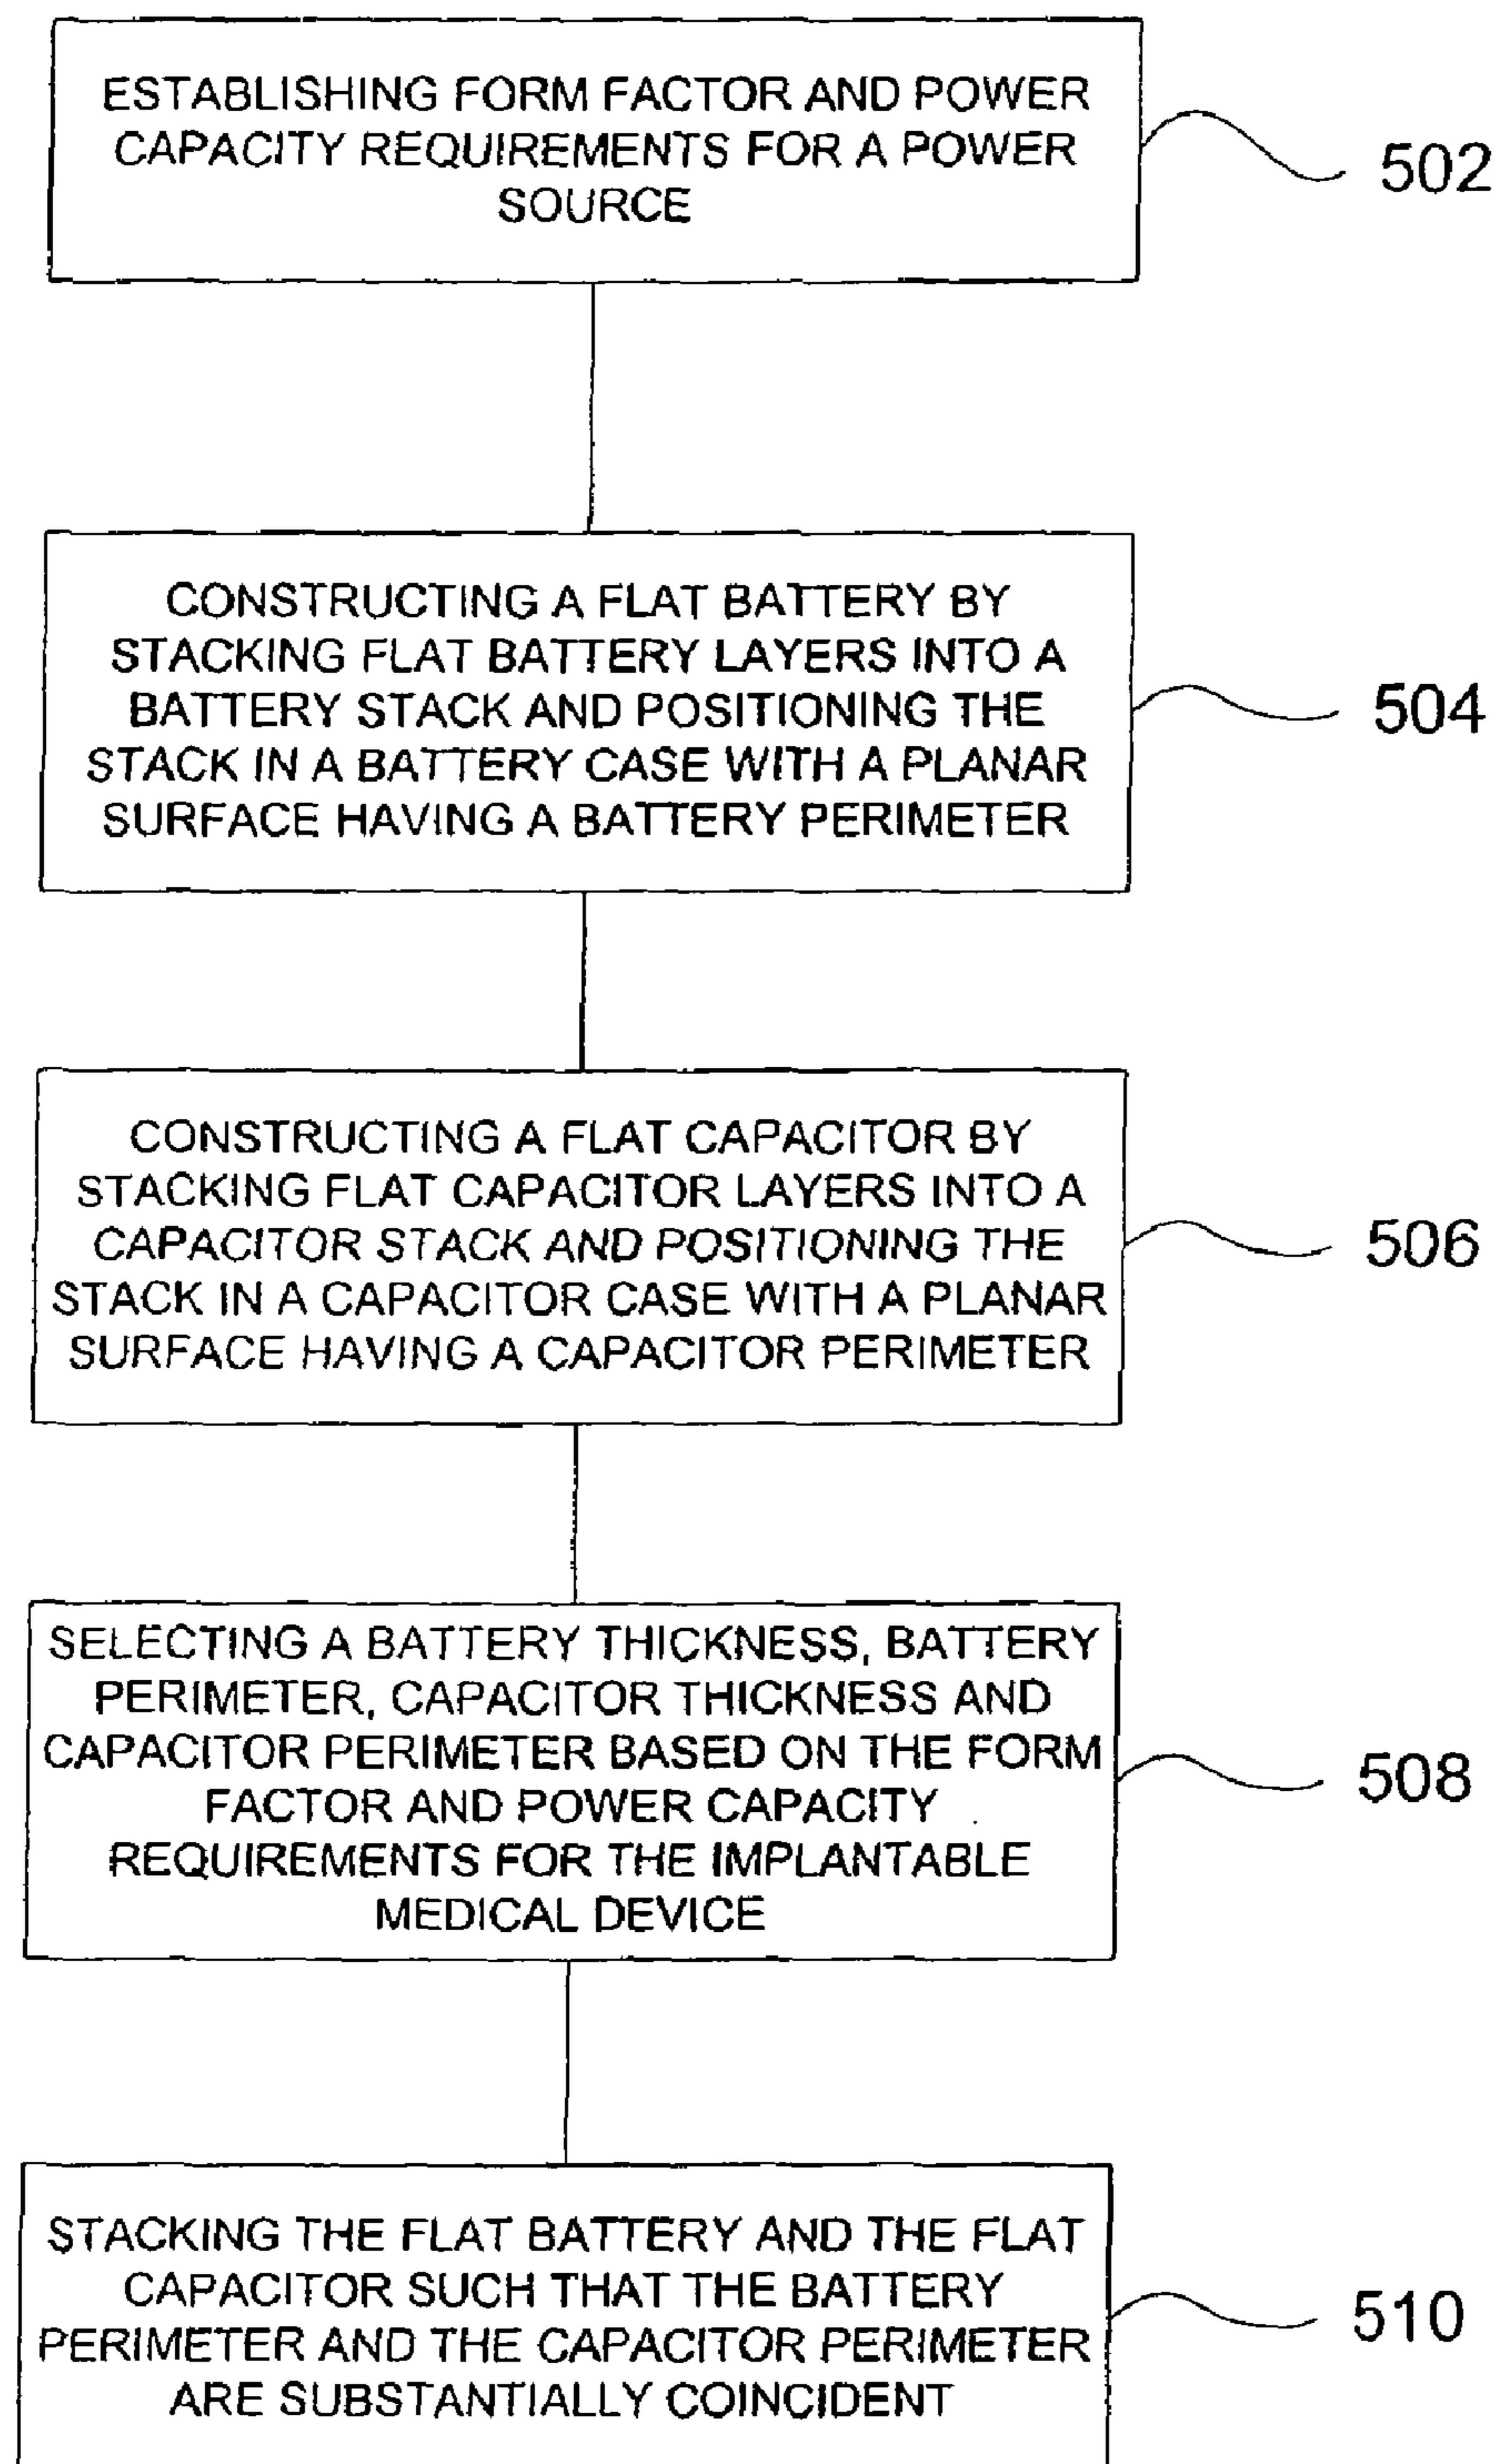 ESTABLISHING FORM FACTOR AND POWER
CAPACITY REQUIREMENTS FOR A POWER
SOURCE
502
CONSTRUCTING A FLAT BATTERY BY
STACKING FLAT BATTERY LAYERS INTO A
BATTERY STACK AND POSITIONING THE
STACK IN A BATTERY CASE WITH A PLANAR
SURFACE HAVING A BATTERY PERIMETER
504
CONSTRUCTING A FLAT CAPACITOR BY
STACKING FLAT CAPACITOR LAYERS INTO A
CAPACITOR STACK AND POSITIONING THE
STACK IN A CAPACITOR CASE WITH A PLANAR
SURFACE HAVING A CAPACITOR PERIMETER
506
SELECTING A BATTERY THICKNESS, BATTERY
PERIMETER, CAPACITOR THICKNESS AND
CAPACITOR PERIMETER BASED ON THE FORM
FACTOR AND POWER CAPACITY
REQUIREMENTS FOR THE IMPLANTABLE
MEDICAL DEVICE
508
STACKING THE FLAT BATTERY AND THE FLAT
CAPACITOR SUCH THAT THE BATTERY
PERIMETER AND THE CAPACITOR PERIMETER
ARE SUBSTANTIALLY COINCIDENT
510